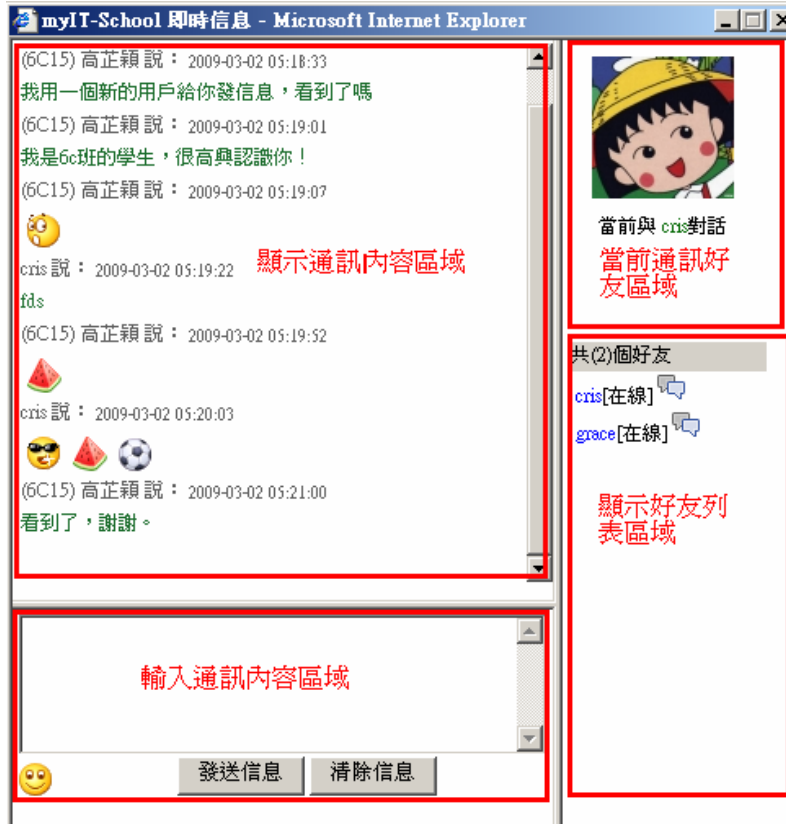 myIT-School 即時信息 - Microsoft Internet Explorer
(6C15) 高芷穎 說： 2009-03-02 05:18:33
我用一個新的用戶給你發信息，看到了嗎
(6C15) 高芷穎 說： 2009-03-02 05:19:01
我是6c班的學生，很高興認識你！
(6C15) 高芷穎 說： 2009-03-02 05:19:07
cris 說： 2009-03-02 05:19:22
顯示通訊內容區域
fds
(6C15) 高芷穎 說： 2009-03-02 05:19:52
cris 說： 2009-03-02 05:20:03
(6C15) 高芷穎 說： 2009-03-02 05:21:00
看到了，謝謝。
輸入通訊內容區域
發送信息
清除信息
當前與 cris對話
當前通訊好
友區域
共(2)個好友
cris[在線]
grace[在線]
顯示好友列
表區域